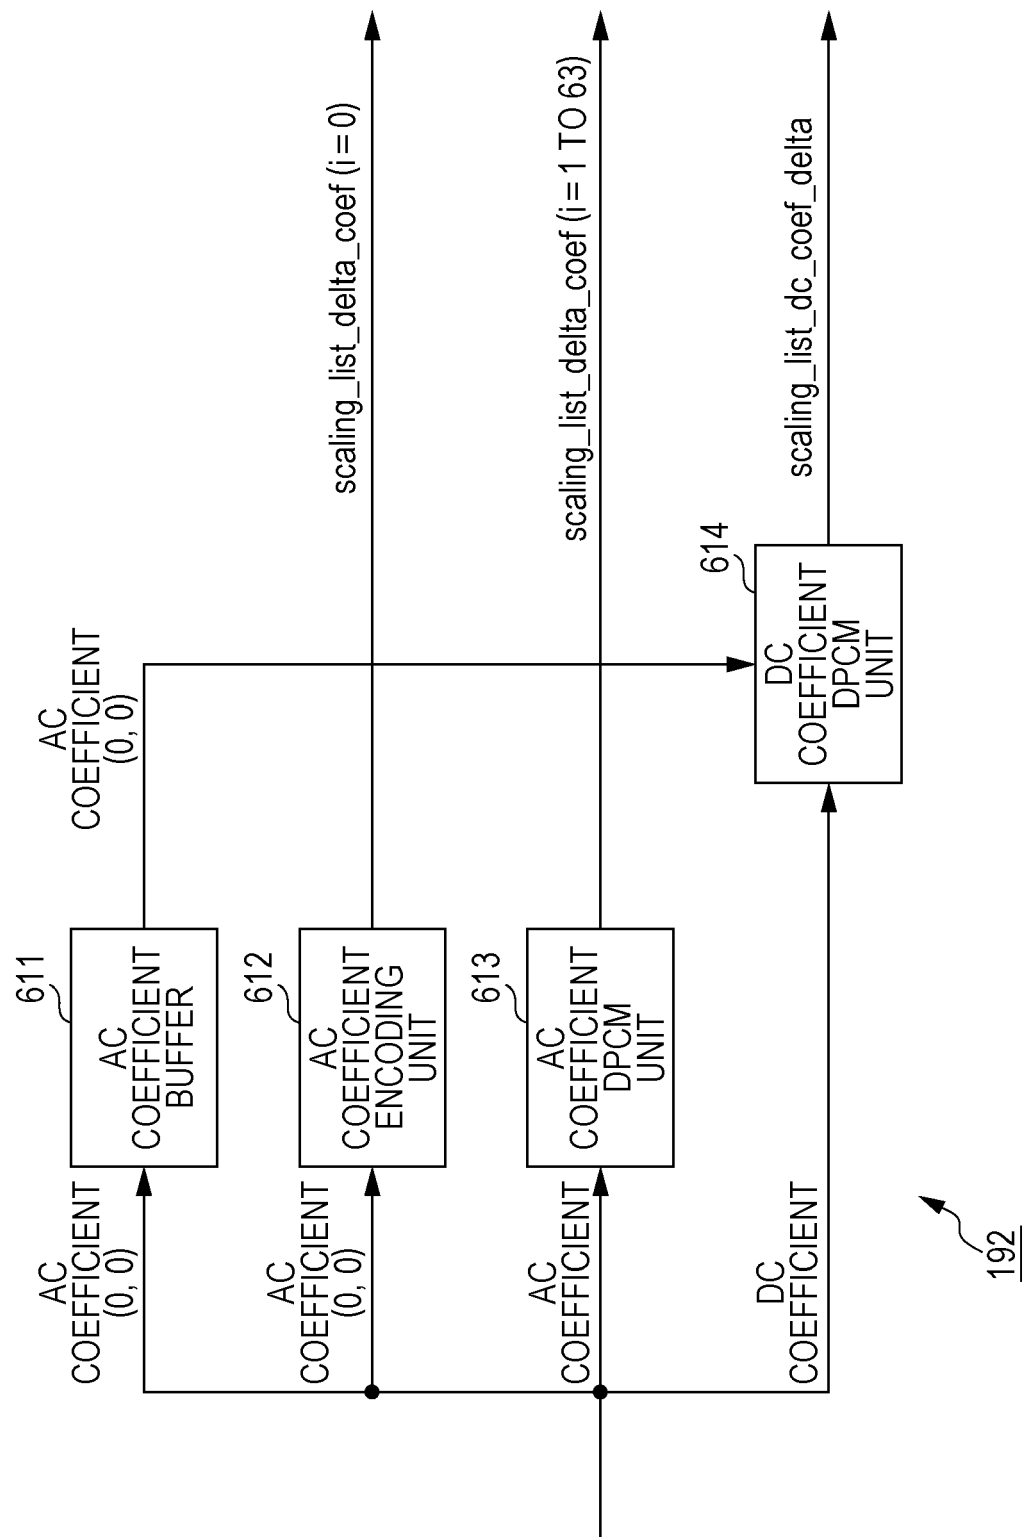 AC
COEFFICIENT
(0, 0)
611
AC
COEFFICIENT
BUFFER
AC
COEFFICIENT
(0, 0)
AC
COEFFICIENT
(0, 0)
612
AC
COEFFICIENT
ENCODING
UNIT
scaling_list_delta_coef (i = 0)
AC
COEFFICIENT
613
AC
COEFFICIENT
DPCM
UNIT
scaling_list_delta_coef (i = 1 TO 63)
DC
COEFFICIENT
614
DC
COEFFICIENT
DPCM
UNIT
scaling_list_dc_coef_delta
192